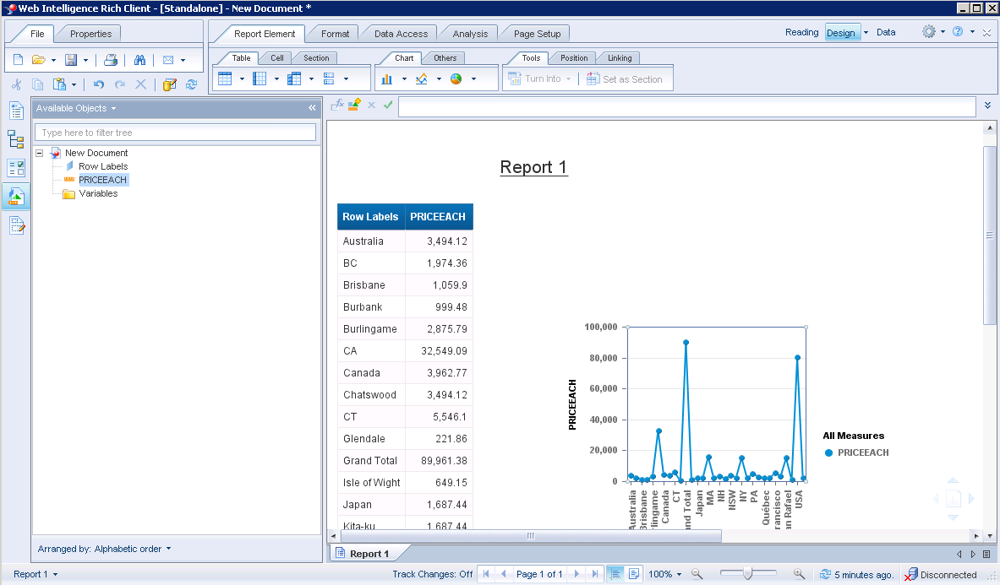 Web Intelligence Rich Client - [Standalone] - New Document *
File Properties
Report Element Format Data Access Analysis Page Setup
Reading Design Data
Table Cell Section
Chart Others
Tools Position Linking
Turn Into Set as Section
Available Objects
Type here to filter tree
New Document
Row Labels
PRICEEACH
Variables
Arranged by: Alphabetic order
Report 1
Row Labels PRICEEACH
Australia 3,494.12
BC 1,974.36
Brisbane 1,059.9
Burbank 999.48
Burlingame 2,875.79
CA 32,549.09
Canada 3,962.77
Chatswood 3,494.12
CT 5,546.1
Glendale 221.86
Grand Total 89,961.38
Isle of Wight 649.15
Japan 1,687.44
Kita-ku 1,687.44
PRICEEACH
100,000
80,000
60,000
40,000
20,000
0
Australia
Brisbane
lingame
Canada
CT
nd Total
Japan
MA
NH
NSW
NY
PA
Québec
rancisco
n Rafael
USA
All Measures
PRICEEACH
1
Report 1
Report 1
Track Changes: Off
Page 1 of 1
100%
5 minutes ago.
Disconnected